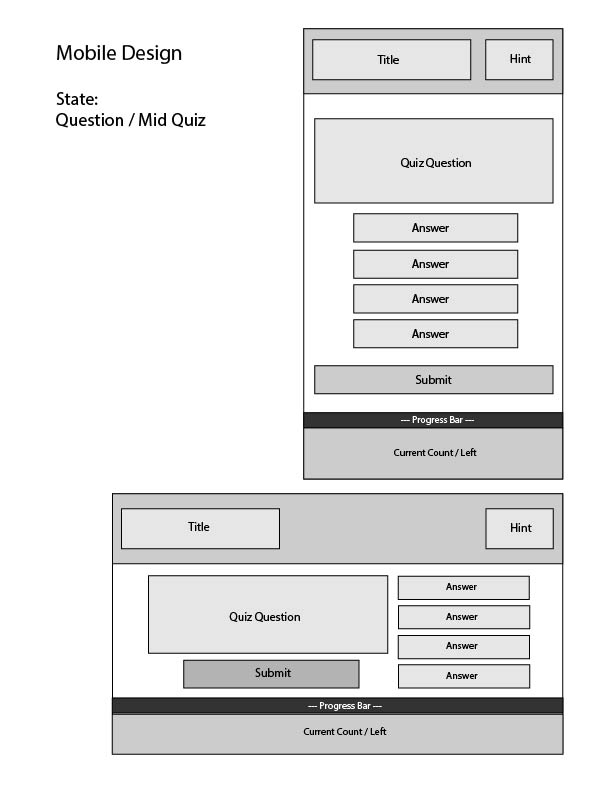 Mobile Design
State:
Question / Mid Quiz
Title
Hint
Quiz Question
Answer
Answer
Answer
Answer
Submit
--- Progress Bar ---
Current Count / Left
Title
Hint
Quiz Question
Submit
Answer
Answer
Answer
Answer
--- Progress Bar ---
Current Count / Left